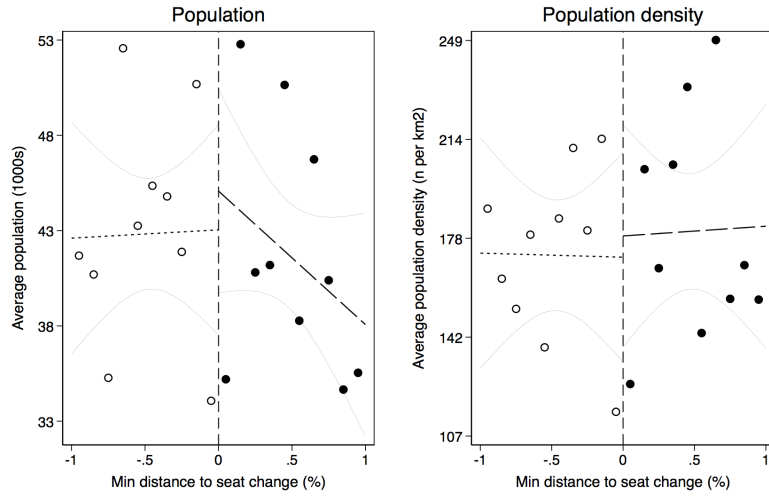 Population
53
48
43
38
33
Average population (1000s)
-1 -.5 0 .5 1
Min distance to seat change (%)
Population density
249
214
178
142
107
Average population density (n per km2)
-1 -.5 0 .5 1
Min distance to seat change (%)